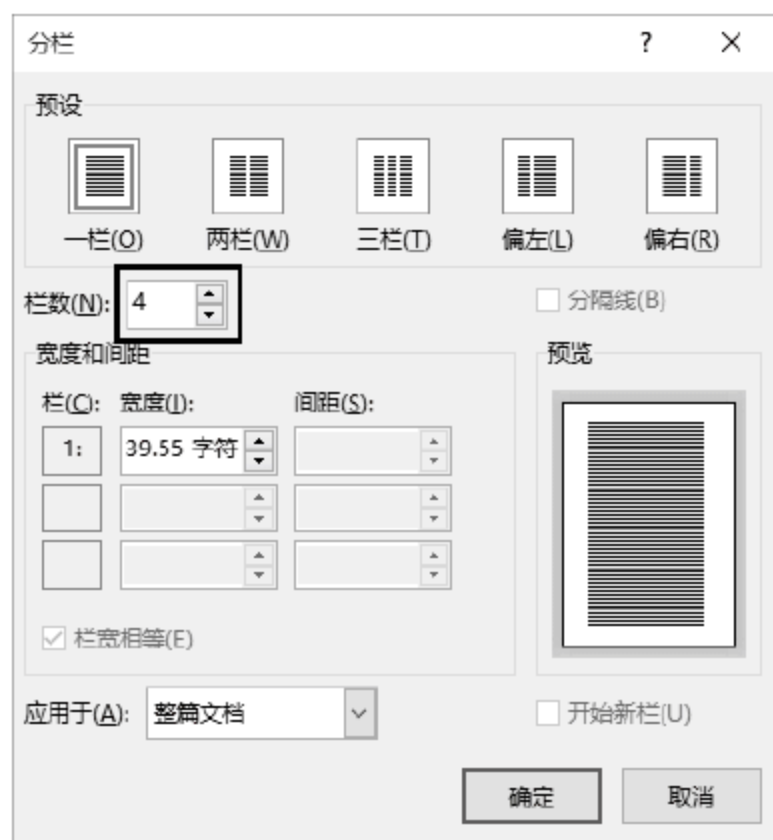 分栏 ? ×
预设
一栏(O) 两栏(W) 三栏(T) 偏左(L) 偏右(R)
栏数(N): 4 分隔线(B)
宽度和间距 预览
栏(C): 宽度(I): 间距(S):
1: 39.55 字符
栏宽相等(E)
应用于(A): 整篇文档 开始新栏(U)
确定 取消